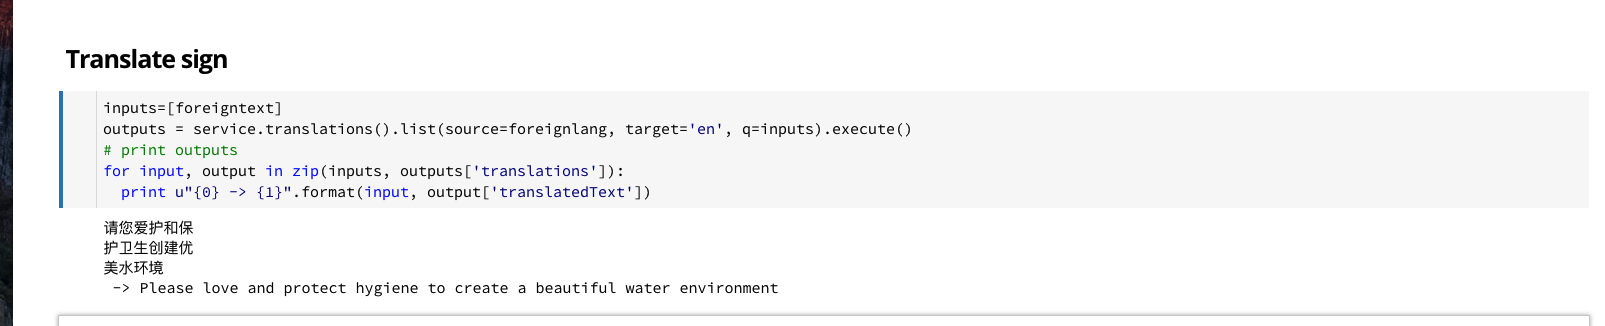 Translate sign
inputs=[foreigntext]
outputs = service.translations().list(source=foreignlang, target='en', q=inputs).execute()
# print outputs
for input, output in zip(inputs, outputs['translations']):
  print u"{0} -> {1}".format(input, output['translatedText'])
请您爱护和保
护卫生创建优
美水环境
 -> Please love and protect hygiene to create a beautiful water environment